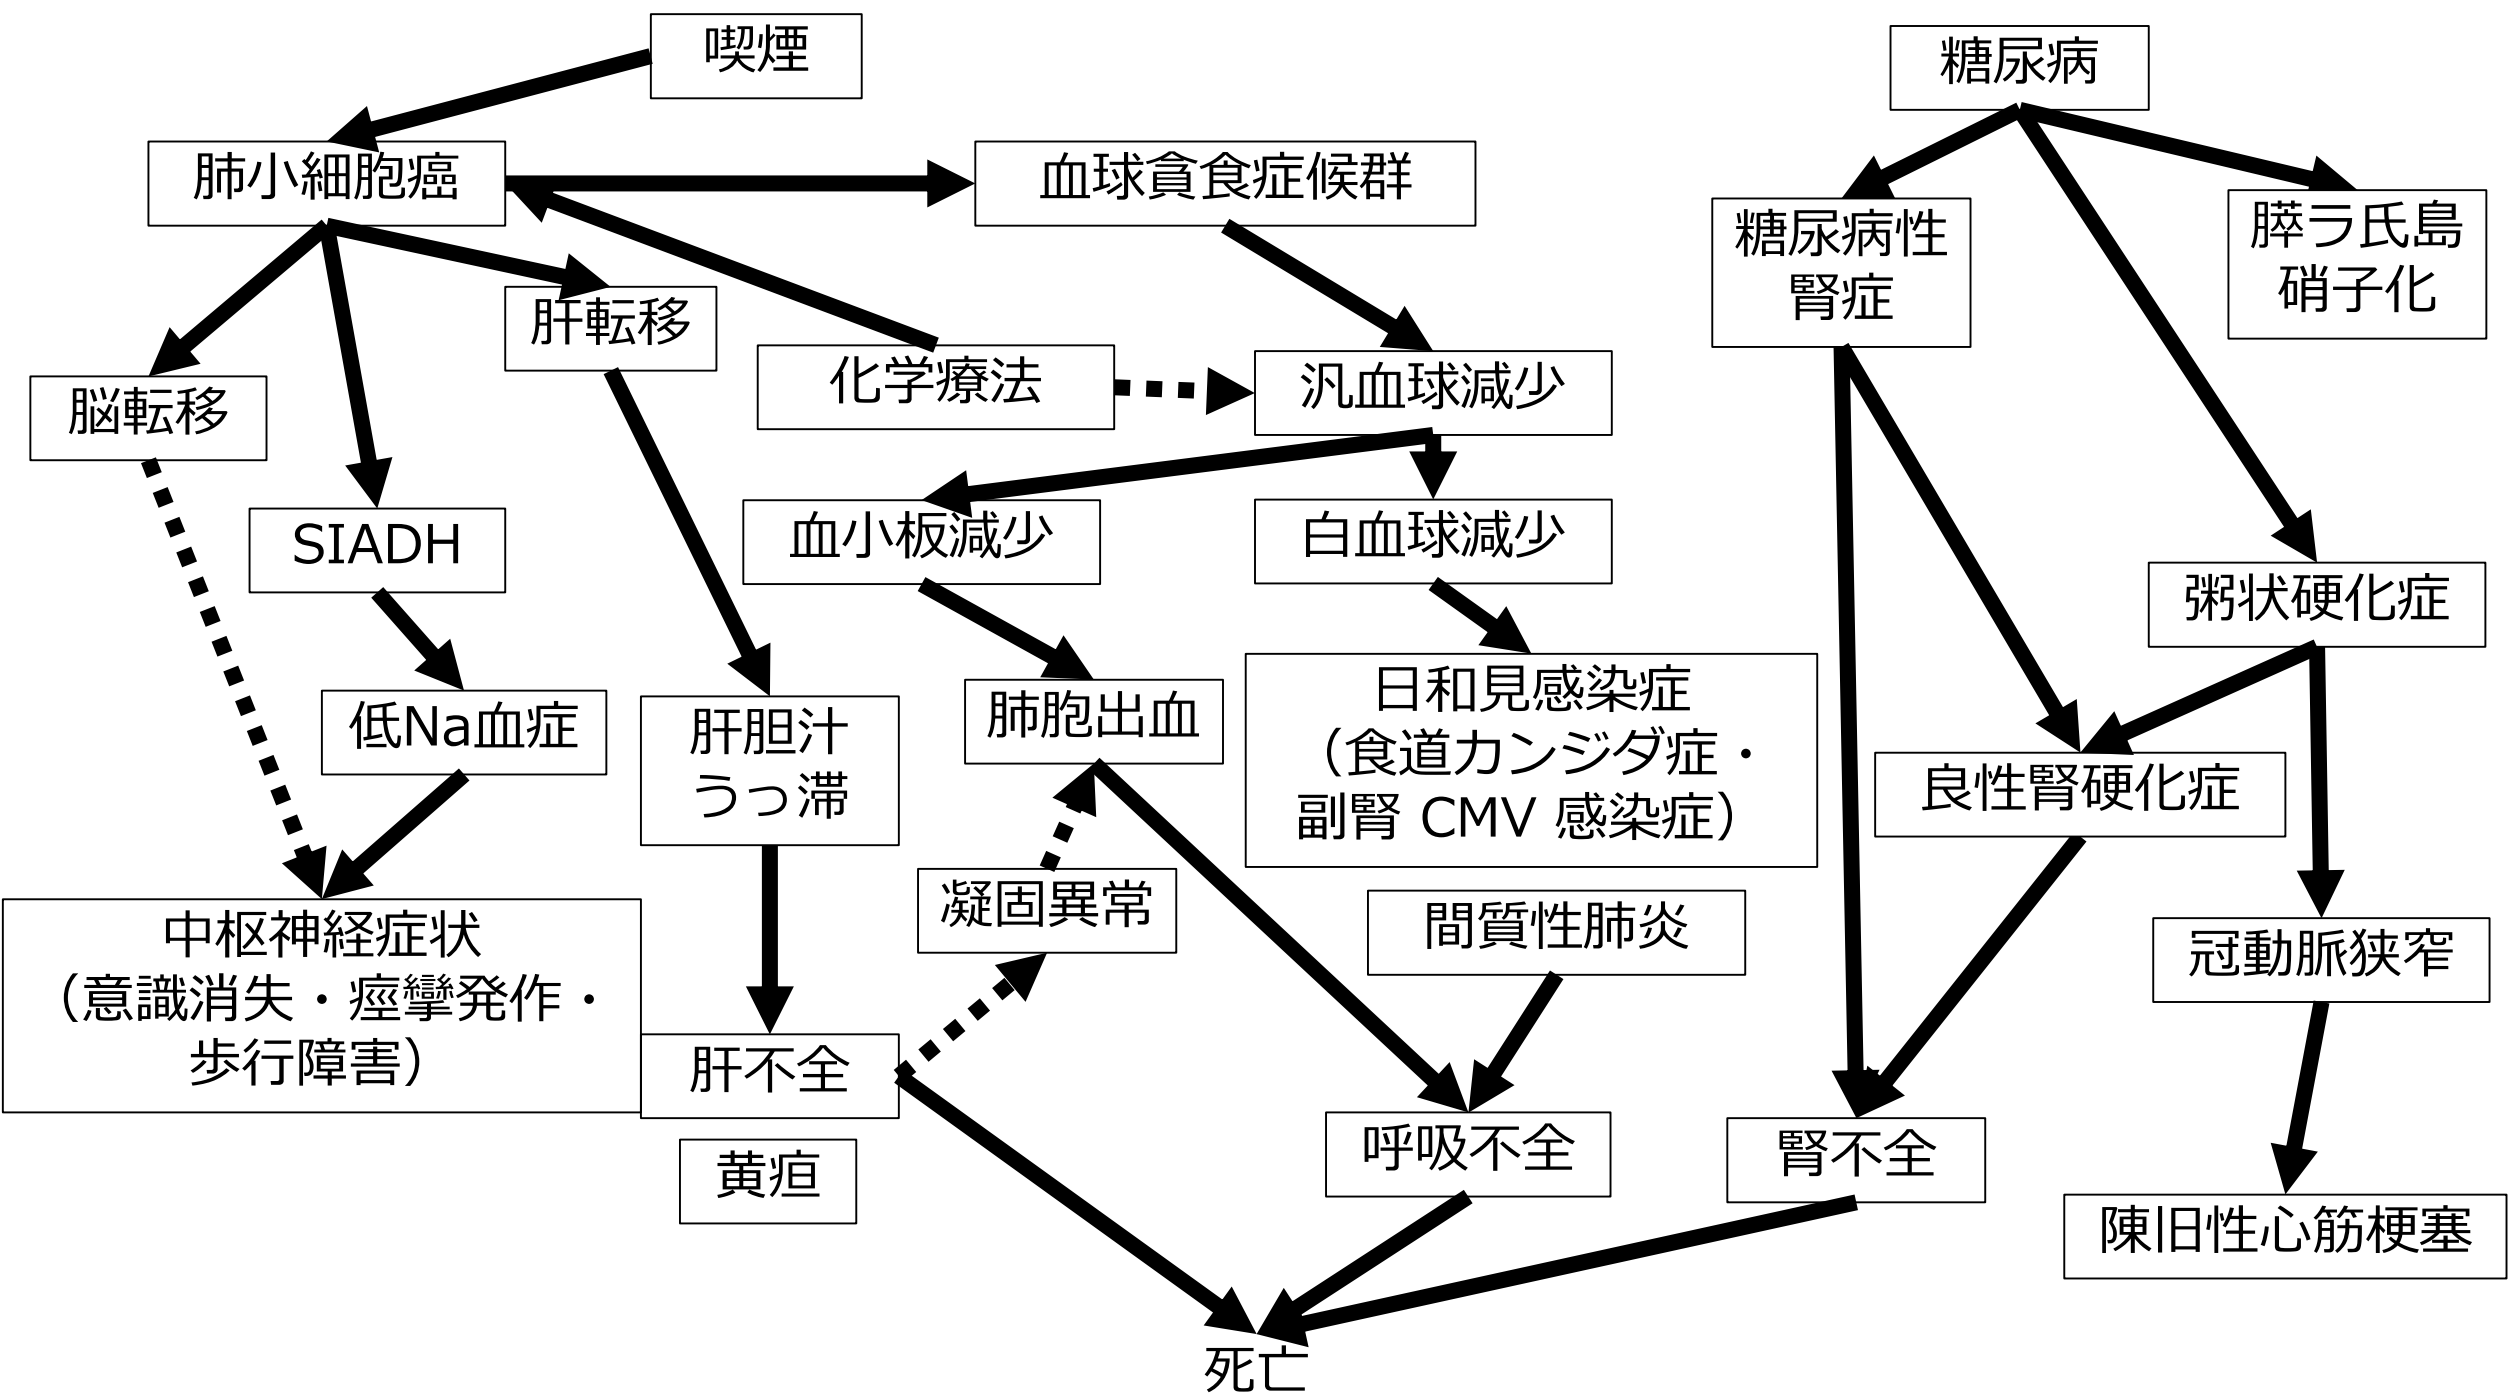 喫煙
糖尿病
肺小細胞癌
血球貪食症候群
糖尿病性
腎症
膵ラ氏島
硝子化
肝転移
化学療法
汎血球減少
脳転移
SIADH
血小板減少
白血球減少
粥状硬化症
低Na血症
肝胆汁
うっ滞
肺胞出血
日和見感染症
（食道カンジダ症・
副腎 CMV 感染症）
良性腎硬化症
凝固異常
間質性肺炎
冠動脈狭窄
中枢神経症状
（意識消失・痙攣発作・
歩行障害）
肝不全
黄疸
呼吸不全
腎不全
陳旧性心筋梗塞
死亡